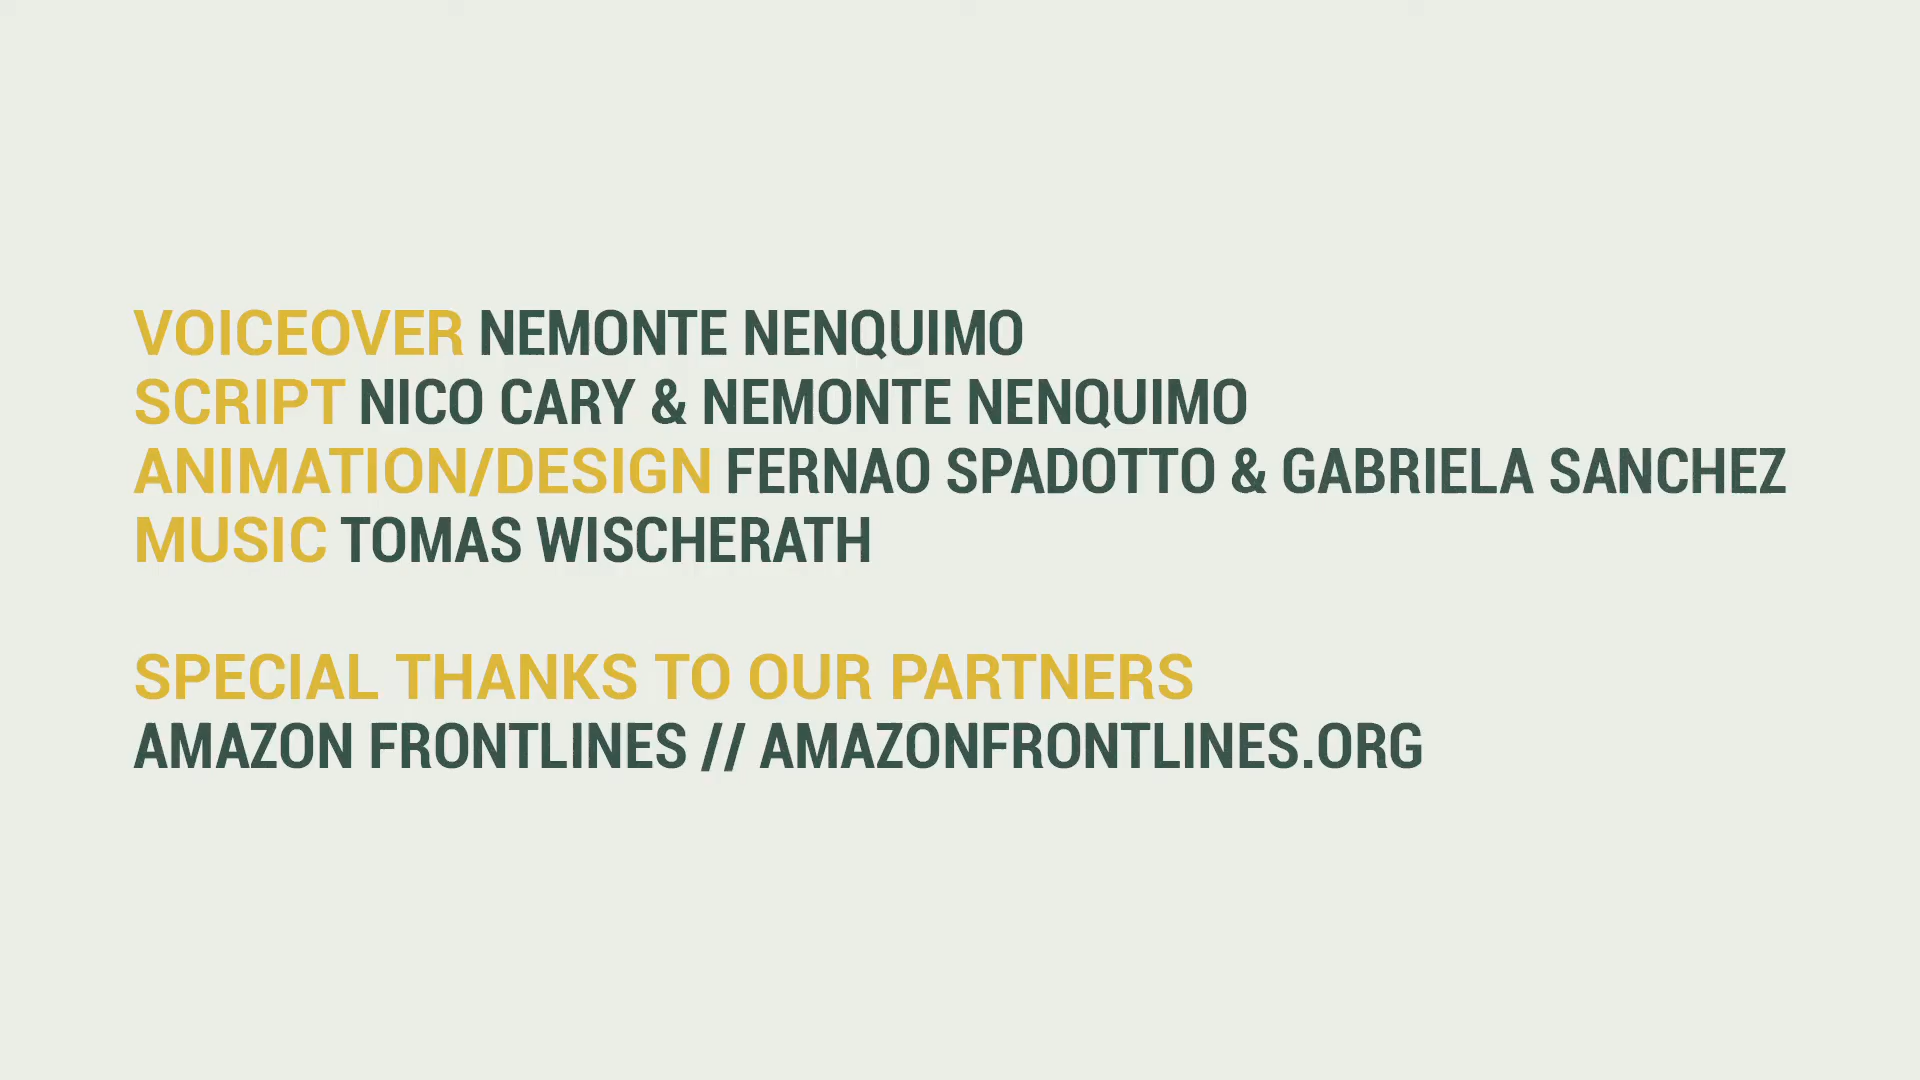 VOICEOVER NEMONTE NENQUIMO
SCRIPT NICO CARY & NEMONTE NENQUIMO
ANIMATION/DESIGN FERNAO SPADOTTO & GABRIELA SANCHEZ
MUSIC TOMAS WISCHERATH
SPECIAL THANKS TO OUR PARTNERS
AMAZON FRONTLINES // AMAZONFRONTLINES.ORG